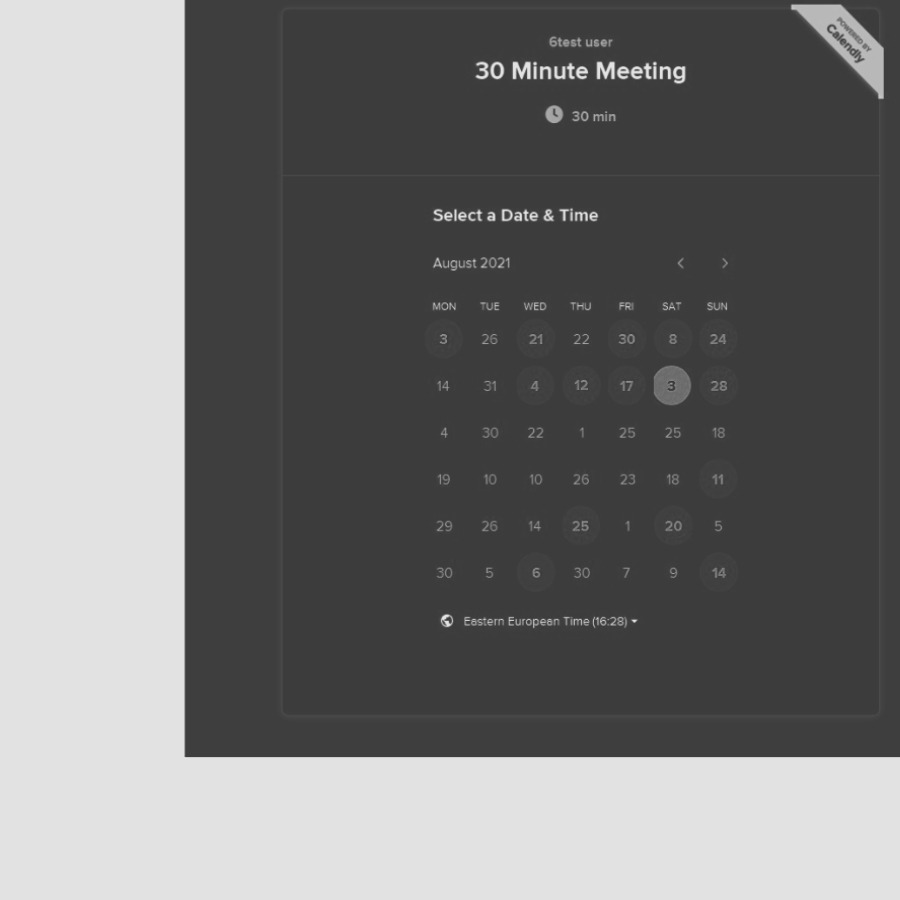 6test user
30 Minute Meeting
30 min
POWERED BY
Calendly
Select a Date & Time
August 2021
MON TUE WED THU FRI SAT SUN
3 26 21 22 30 8 24
14 31 4 12 17 3 28
4 30 22 1 25 25 18
19 10 10 26 23 18 11
29 26 14 25 1 20 5
30 5 6 30 7 9 14
Eastern European Time (16:28)